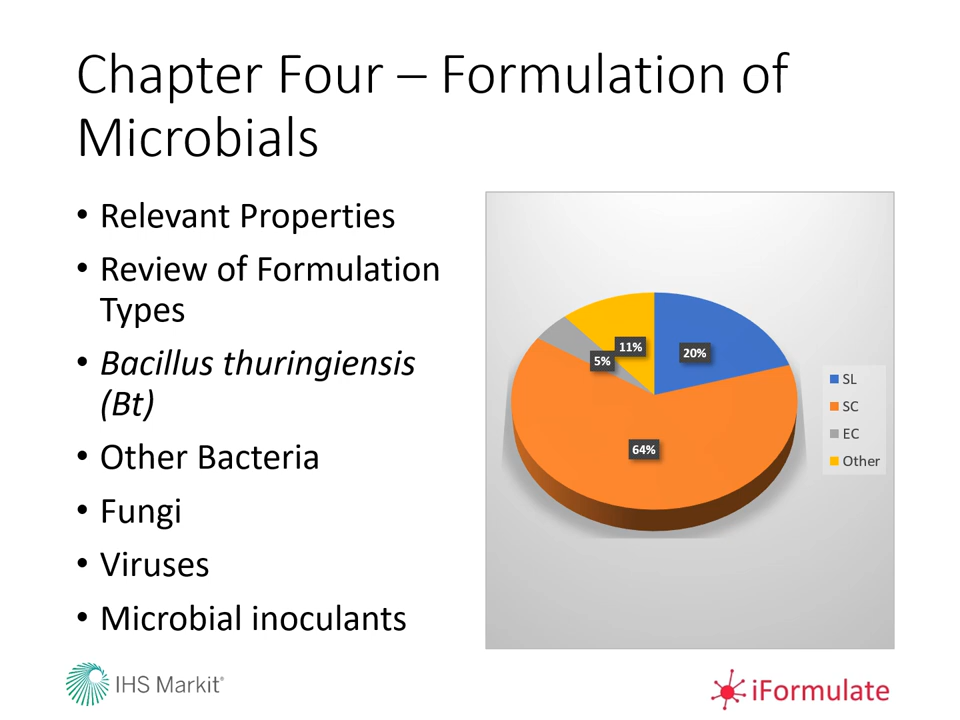 Chapter Four – Formulation of
Microbials
• Relevant Properties
• Review of Formulation
Types
• Bacillus thuringiensis
(Bt)
• Other Bacteria
• Fungi
• Viruses
• Microbial inoculants
11%
20%
5%
64%
SL
SC
EC
Other
IHS Markit®
iFormulate